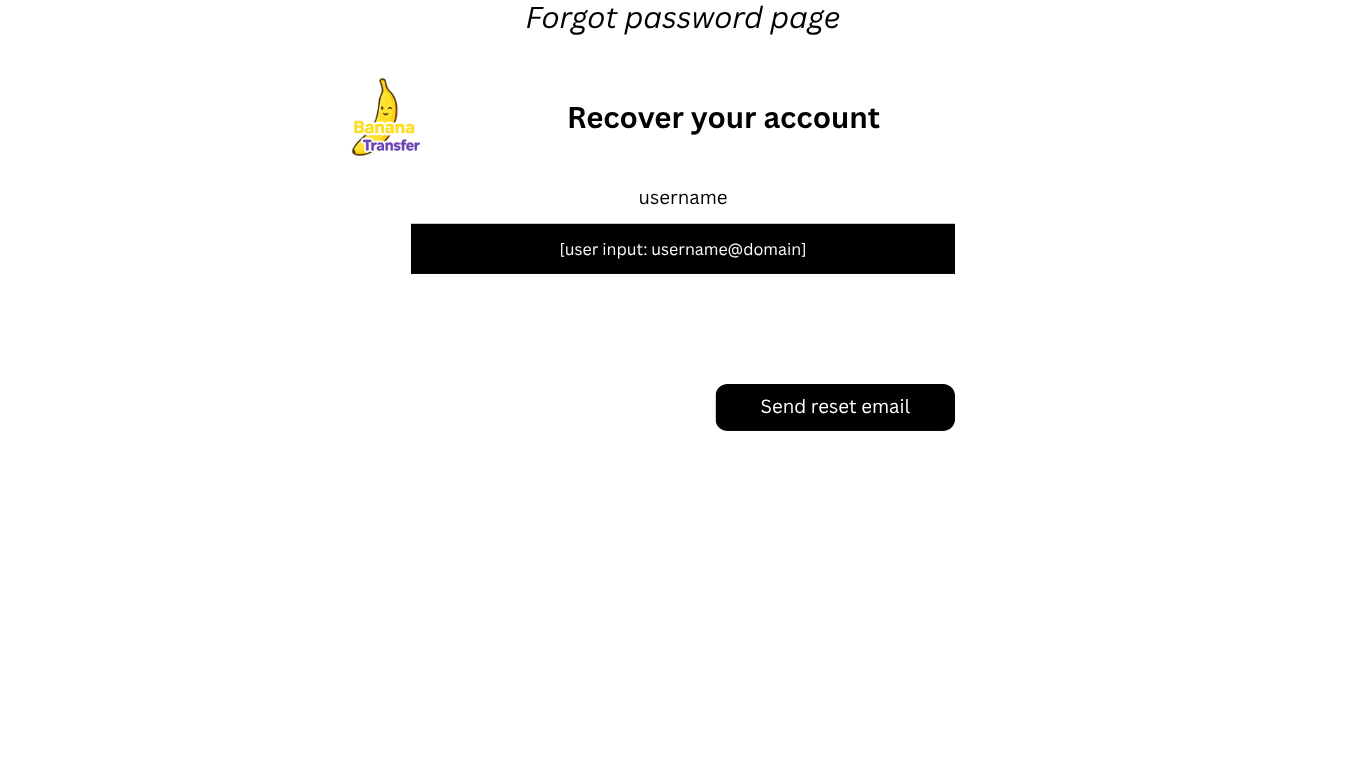 Forgot password page
Recover your account
Banana
Transfer
username
[user input: username@domain]
Send reset email